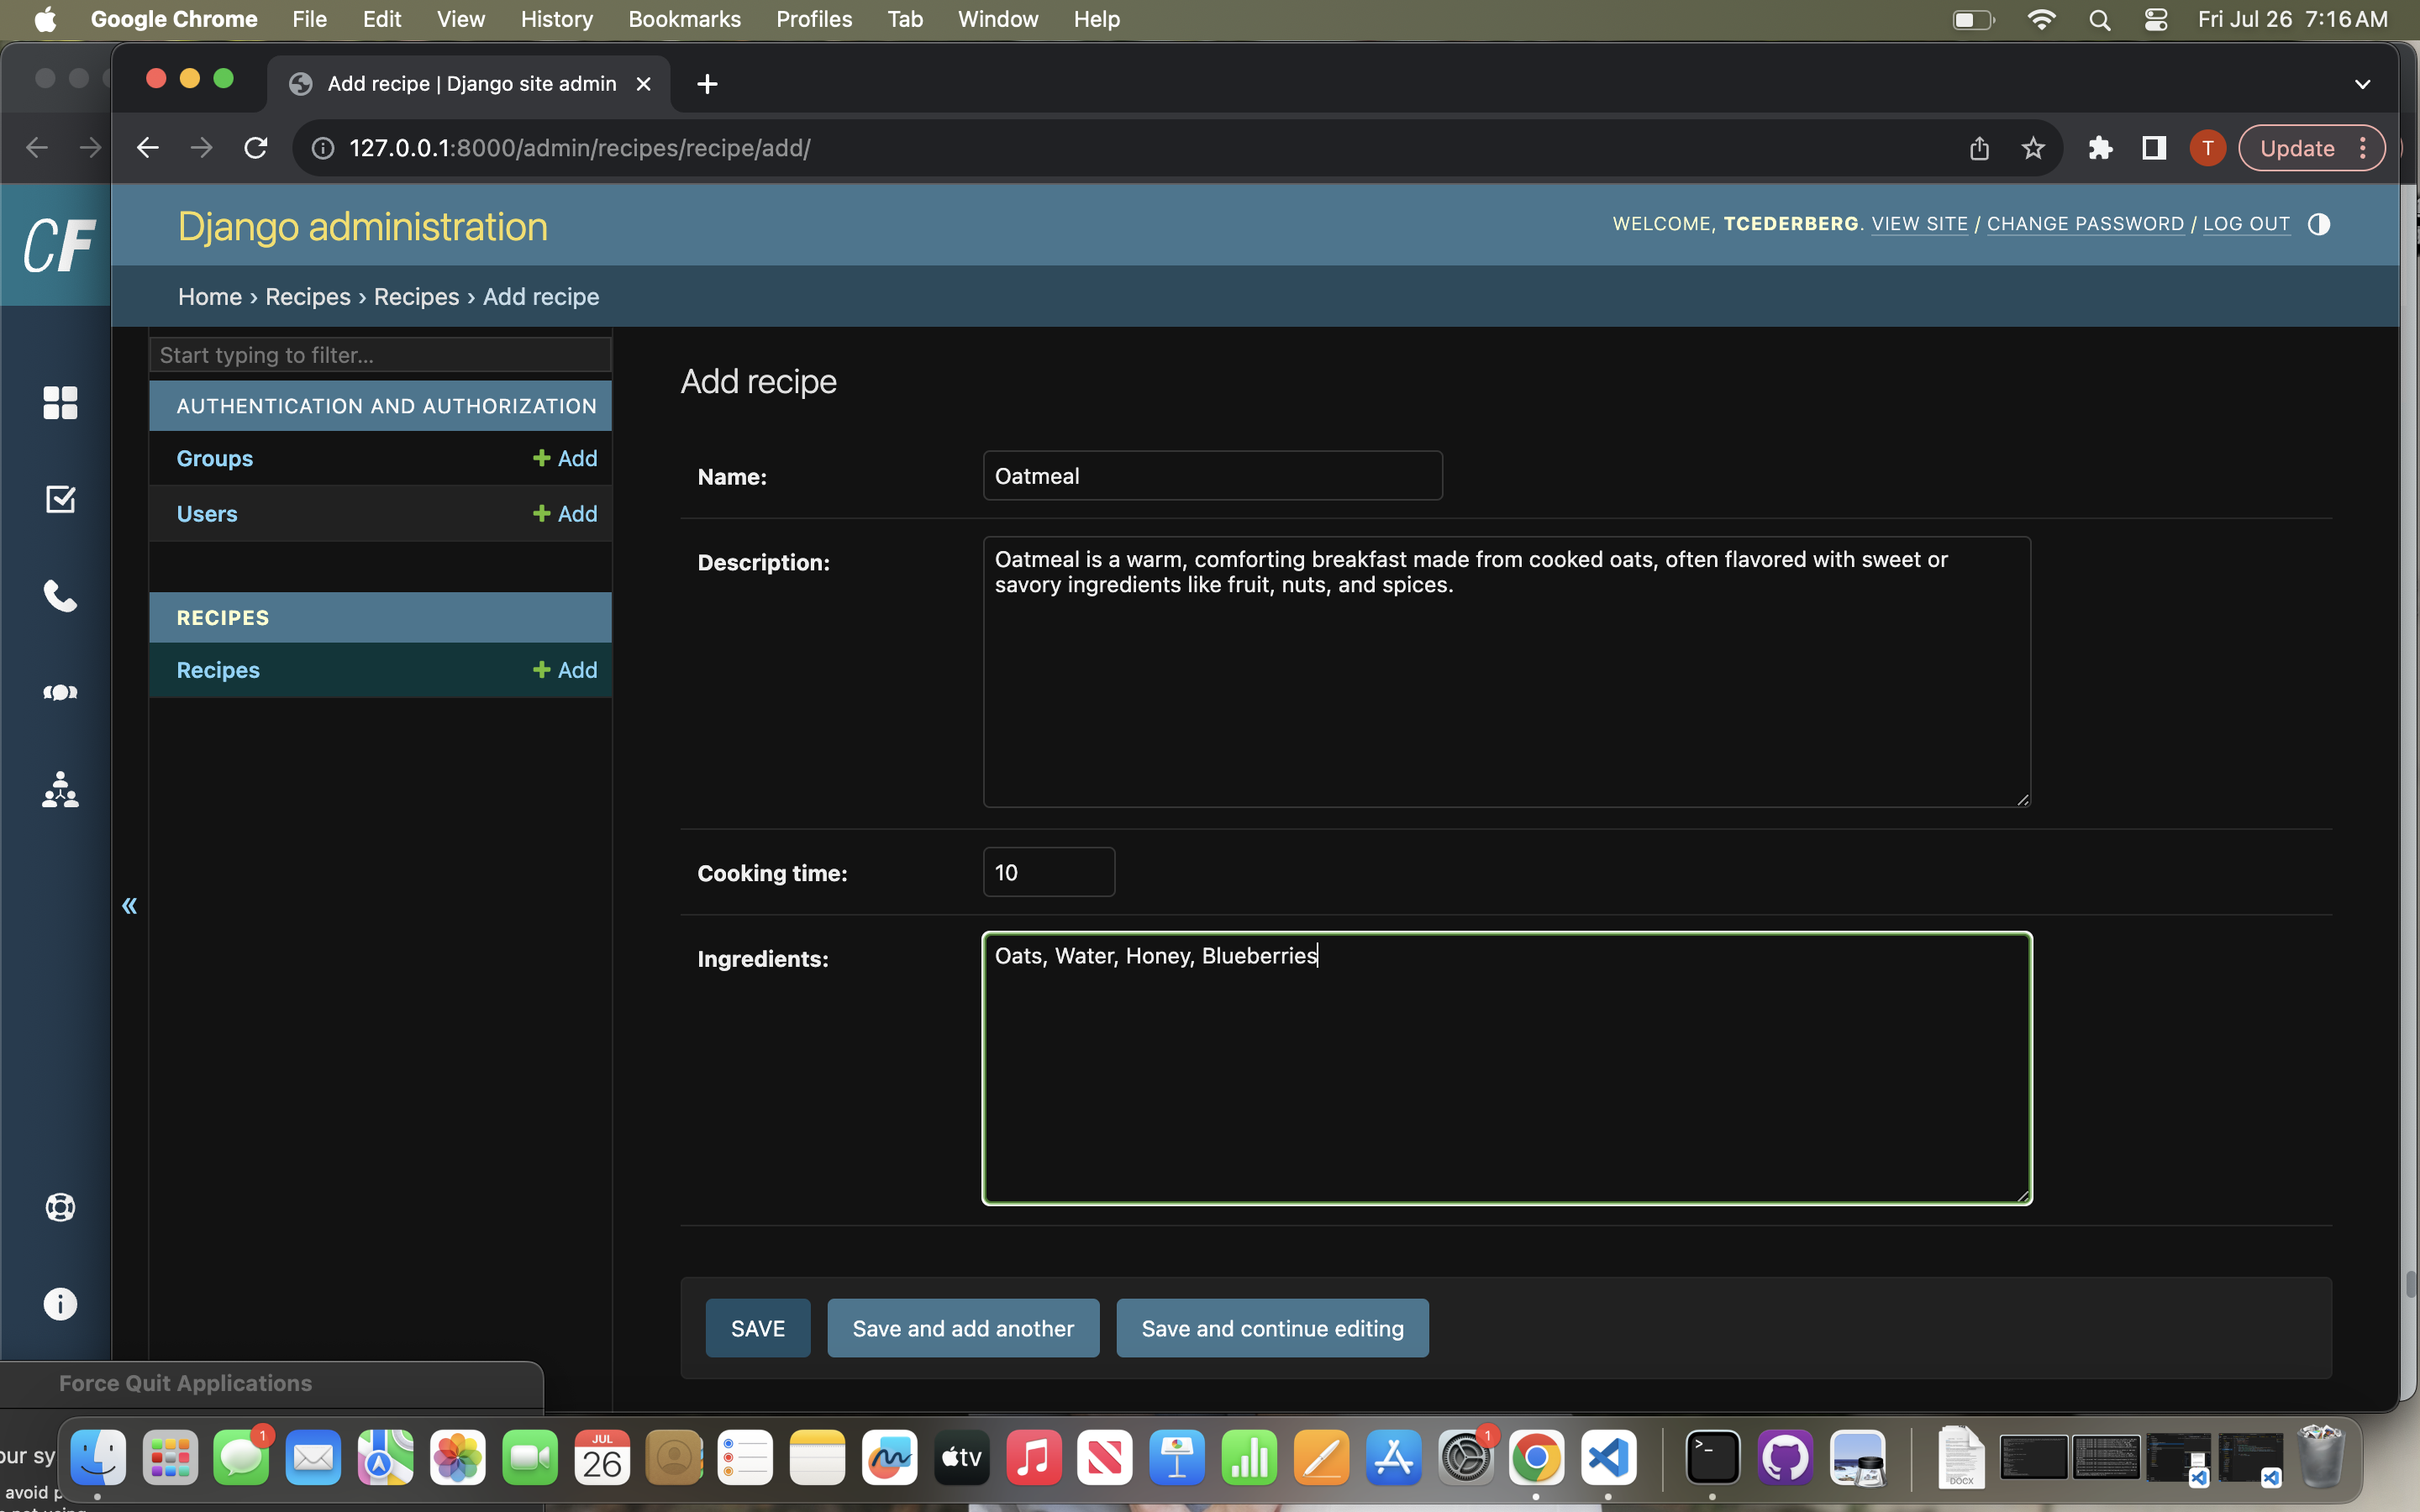 Google Chrome File Edit View History Bookmarks Profiles Tab Window Help Fri Jul 26 7:16 AM
Add recipe | Django site admin
127.0.0.1:8000/admin/recipes/recipe/add/ T Update
CF
Django administration
WELCOME, TCEDERBERG. VIEW SITE / CHANGE PASSWORD / LOG OUT
Home › Recipes › Recipes › Add recipe
Start typing to filter...
AUTHENTICATION AND AUTHORIZATION
Groups + Add
Users + Add
RECIPES
Recipes + Add
«
Add recipe
Name: Oatmeal
Description: Oatmeal is a warm, comforting breakfast made from cooked oats, often flavored with sweet or
savory ingredients like fruit, nuts, and spices.
Cooking time: 10
Ingredients: Oats, Water, Honey, Blueberries
SAVE Save and add another Save and continue editing
Force Quit Applications
our sy
avoid p
1
JUL
26
tv
1
DOCX